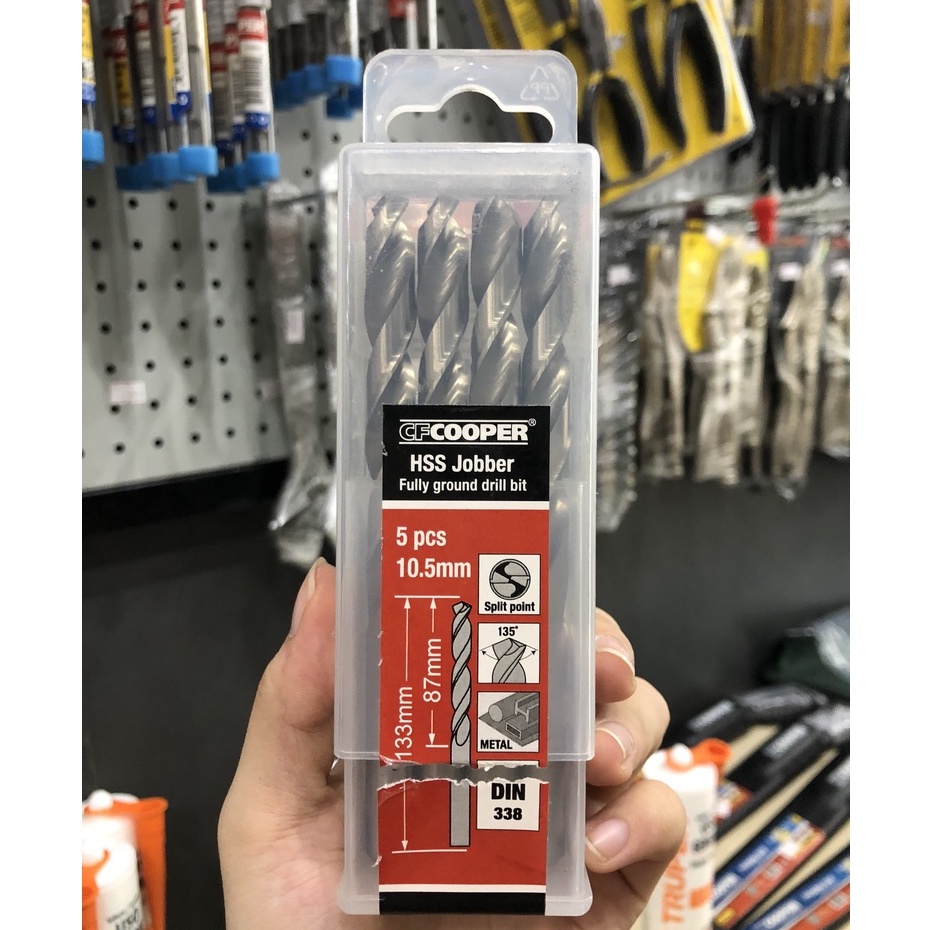 PP
CFCOOPER®
HSS Jobber
Fully ground drill bit
5 pcs
10.5mm
Split point
135°
87mm
133mm
METAL
DIN
338